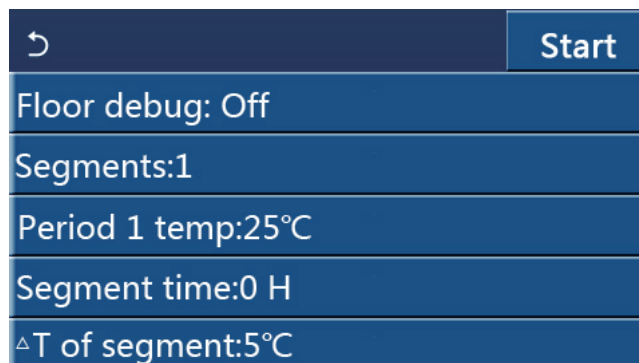 Start
Floor debug: Off
Segments:1
Period 1 temp:25℃
Segment time:0 H
△T of segment:5℃